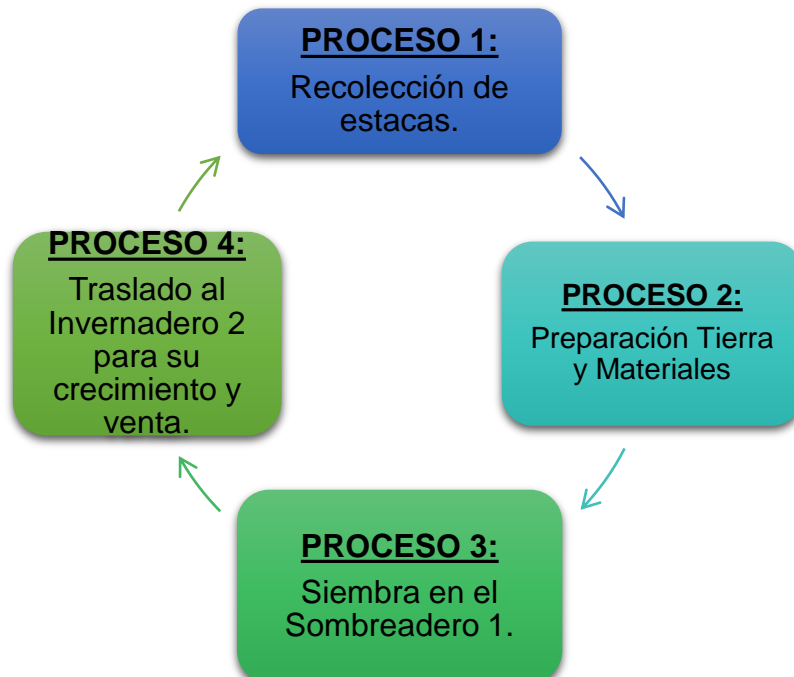 PROCESO 1:
Recolección de
estacas.
PROCESO 2:
Preparación Tierra
y Materiales
PROCESO 3:
Siembra en el
Sombreadero 1.
PROCESO 4:
Traslado al
Invernadero 2
para su
crecimiento y
venta.